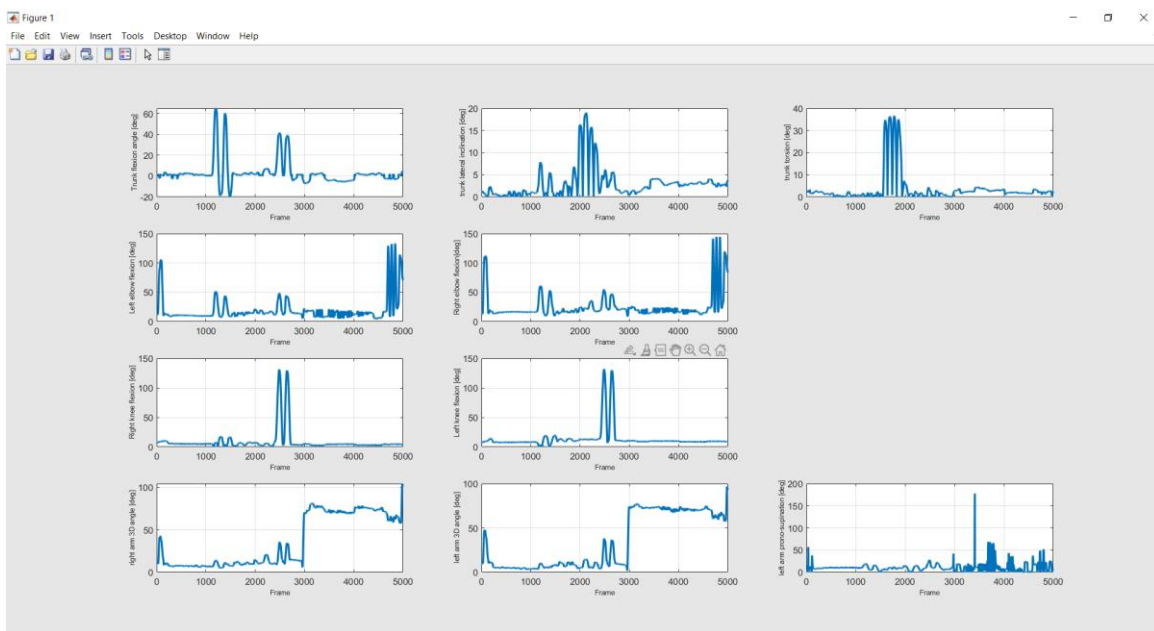 Figure 1
File Edit View Insert Tools Desktop Window Help
60
40
20
0
-20
Trunk flexion angle [deg]
0 1000 2000 3000 4000 5000
Frame
20
15
10
5
0
trunk lateral inclination [deg]
0 1000 2000 3000 4000 5000
Frame
40
30
20
10
0
trunk torsion [deg]
0 1000 2000 3000 4000 5000
Frame
150
100
50
0
Left elbow flexion [deg]
0 1000 2000 3000 4000 5000
Frame
150
100
50
0
Right elbow flexion[deg]
0 1000 2000 3000 4000 5000
Frame
150
100
50
0
Right knee flexion [deg]
0 1000 2000 3000 4000 5000
Frame
150
100
50
0
Left knee flexion [deg]
0 1000 2000 3000 4000 5000
Frame
100
50
0
right arm 3D angle [deg]
0 1000 2000 3000 4000 5000
Frame
100
50
0
left arm 3D angle [deg]
0 1000 2000 3000 4000 5000
Frame
200
150
100
50
0
left arm prono-supination [deg]
0 1000 2000 3000 4000 5000
Frame